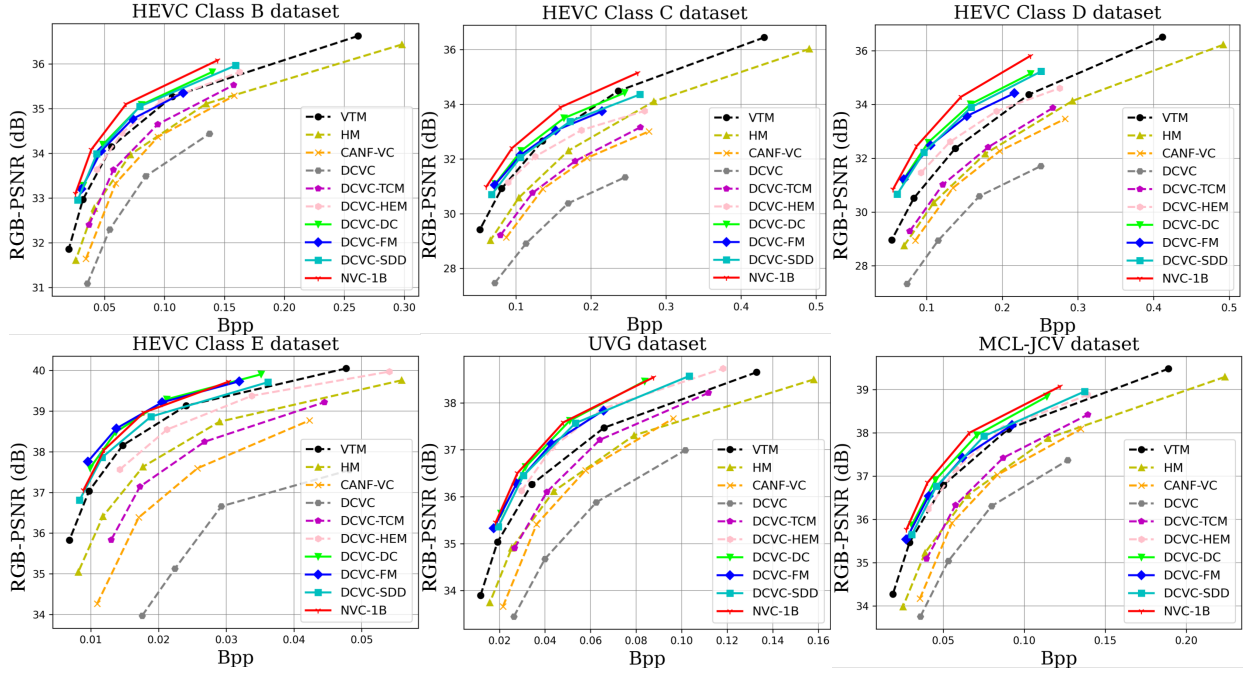 HEVC Class B dataset
RGB-PSNR (dB)
36
35
34
33
32
31
0.05
0.10
0.15
0.20
0.25
0.30
Bpp
VTM
HM
CANF-VC
DCVC
DCVC-TCM
DCVC-HEM
DCVC-DC
DCVC-FM
DCVC-SDD
NVC-1B
HEVC Class C dataset
RGB-PSNR (dB)
36
34
32
30
28
0.1
0.2
0.3
0.4
0.5
Bpp
VTM
HM
CANF-VC
DCVC
DCVC-TCM
DCVC-HEM
DCVC-DC
DCVC-FM
DCVC-SDD
NVC-1B
HEVC Class D dataset
RGB-PSNR (dB)
36
34
32
30
28
0.1
0.2
0.3
0.4
0.5
Bpp
VTM
HM
CANF-VC
DCVC
DCVC-TCM
DCVC-HEM
DCVC-DC
DCVC-FM
DCVC-SDD
NVC-1B
HEVC Class E dataset
RGB-PSNR (dB)
40
39
38
37
36
35
34
0.01
0.02
0.03
0.04
0.05
Bpp
VTM
HM
CANF-VC
DCVC
DCVC-TCM
DCVC-HEM
DCVC-DC
DCVC-FM
DCVC-SDD
NVC-1B
UVG dataset
RGB-PSNR (dB)
38
37
36
35
34
0.02
0.04
0.06
0.08
0.10
0.12
0.14
0.16
Bpp
VTM
HM
CANF-VC
DCVC
DCVC-TCM
DCVC-HEM
DCVC-DC
DCVC-FM
DCVC-SDD
NVC-1B
MCL-JCV dataset
RGB-PSNR (dB)
39
38
37
36
35
34
0.05
0.10
0.15
0.20
Bpp
VTM
HM
CANF-VC
DCVC
DCVC-TCM
DCVC-HEM
DCVC-DC
DCVC-FM
DCVC-SDD
NVC-1B